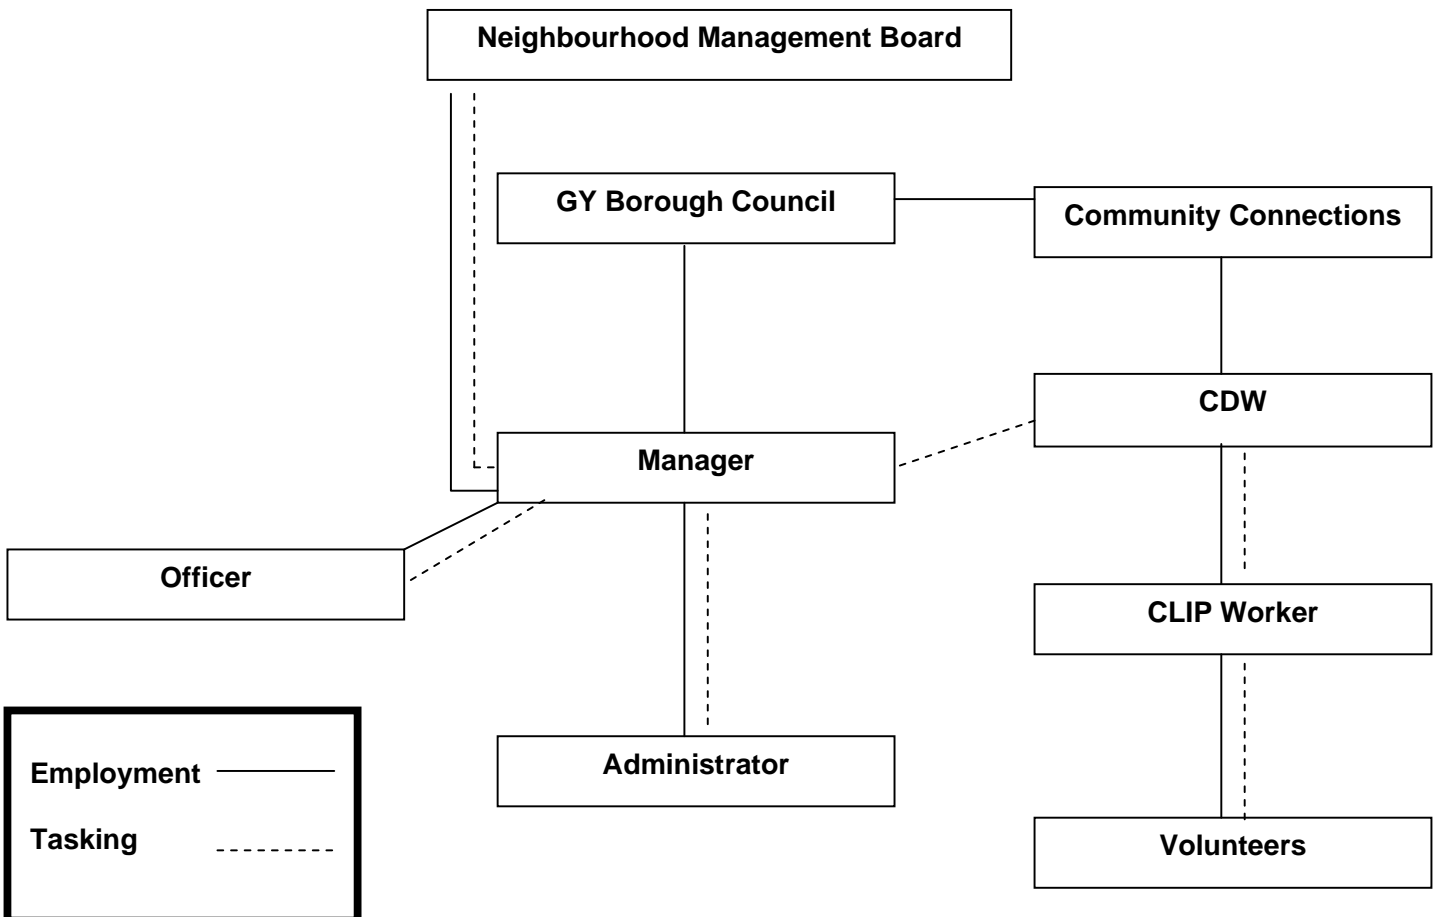 Neighbourhood Management Board
GY Borough Council
Community Connections
CDW
Manager
Officer
CLIP Worker
Administrator
Employment
Tasking
Volunteers